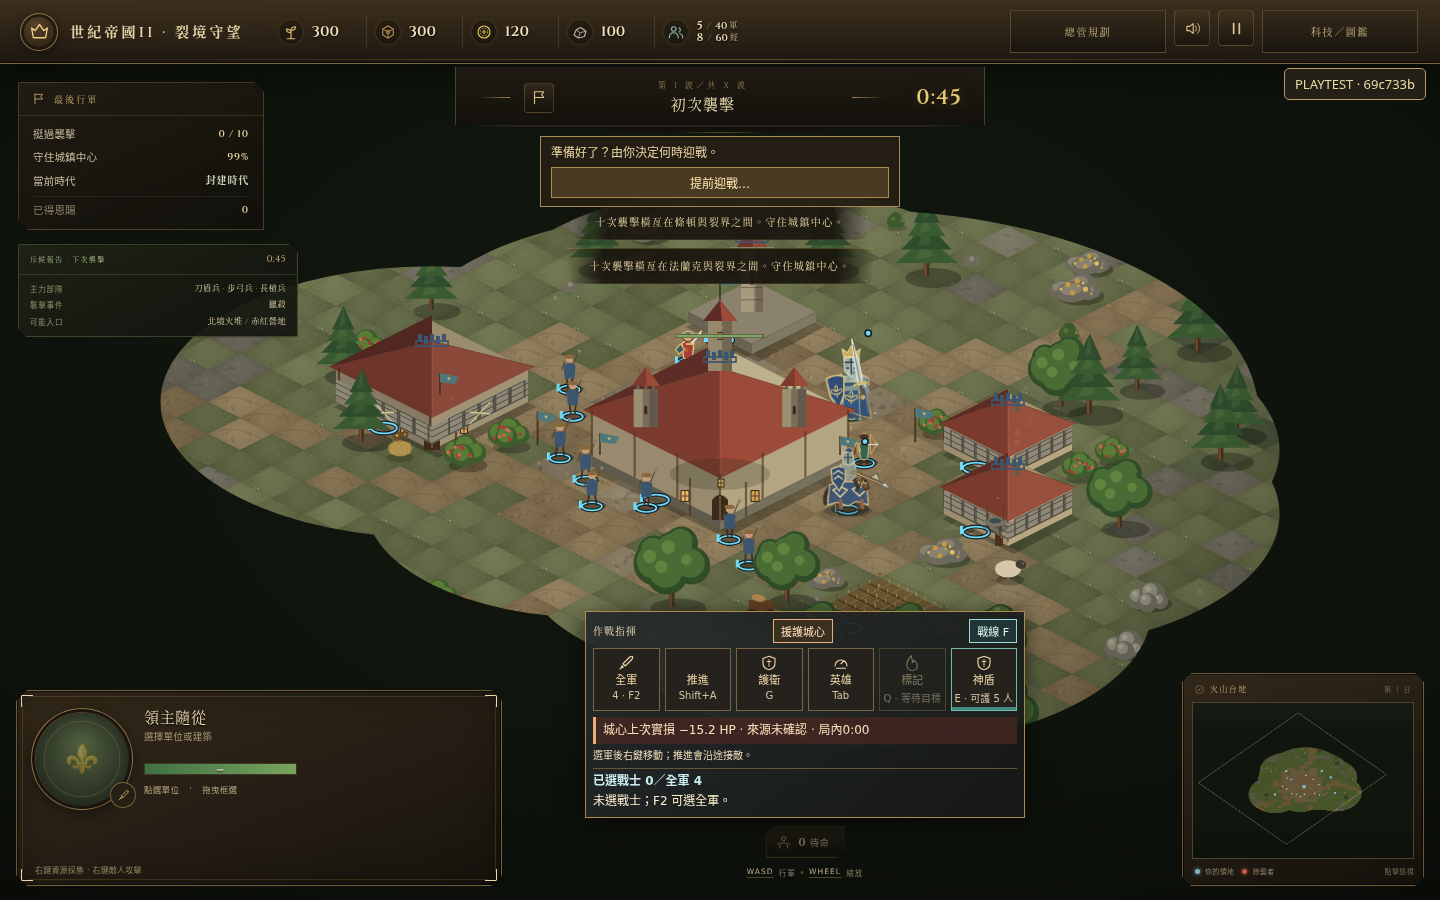 世紀帝國II · 裂境守望
300
300
120
100
5 / 40 軍
8 / 60 經
總管規劃
科技／圖鑑
PLAYTEST · 69c733b
最後行軍
挺過襲擊 0 / 10
守住城鎮中心 99%
當前時代 封建時代
已得恩賜 0
第 I 波／共 X 波
初次襲擊
0:45
準備好了？由你決定何時迎戰。
提前迎戰...
十次襲擊橫亙在條頓與裂界之間。守住城鎮中心。
十次襲擊橫亙在法蘭克與裂界之間。守住城鎮中心。
斥候報告 · 下次襲擊 0:45
主力部隊 刀盾兵 · 步弓兵 · 長槍兵
襲擊事件 獵殺
可能入口 北境火堆 / 赤紅營地
作戰指揮
援護城心
戰線 F
全軍
4 · F2
推進
Shift+A
護衛
G
英雄
Tab
標記
Q · 等待目標
神盾
E · 可護 5 人
城心上次實損 −15.2 HP · 來源未確認 · 局內0:00
選軍後右鍵移動；推進會沿途接敵。
已選戰士 0／全軍 4
未選戰士；F2 可選全軍。
領主隨從
選擇單位或建築
點選單位 · 拖曳框選
右鍵資源採集 · 右鍵敵人攻擊
0 待命
WASD 行軍 • WHEEL 縮放
火山台地 第 1 日
你的領地 掠襲者 點擊巡視